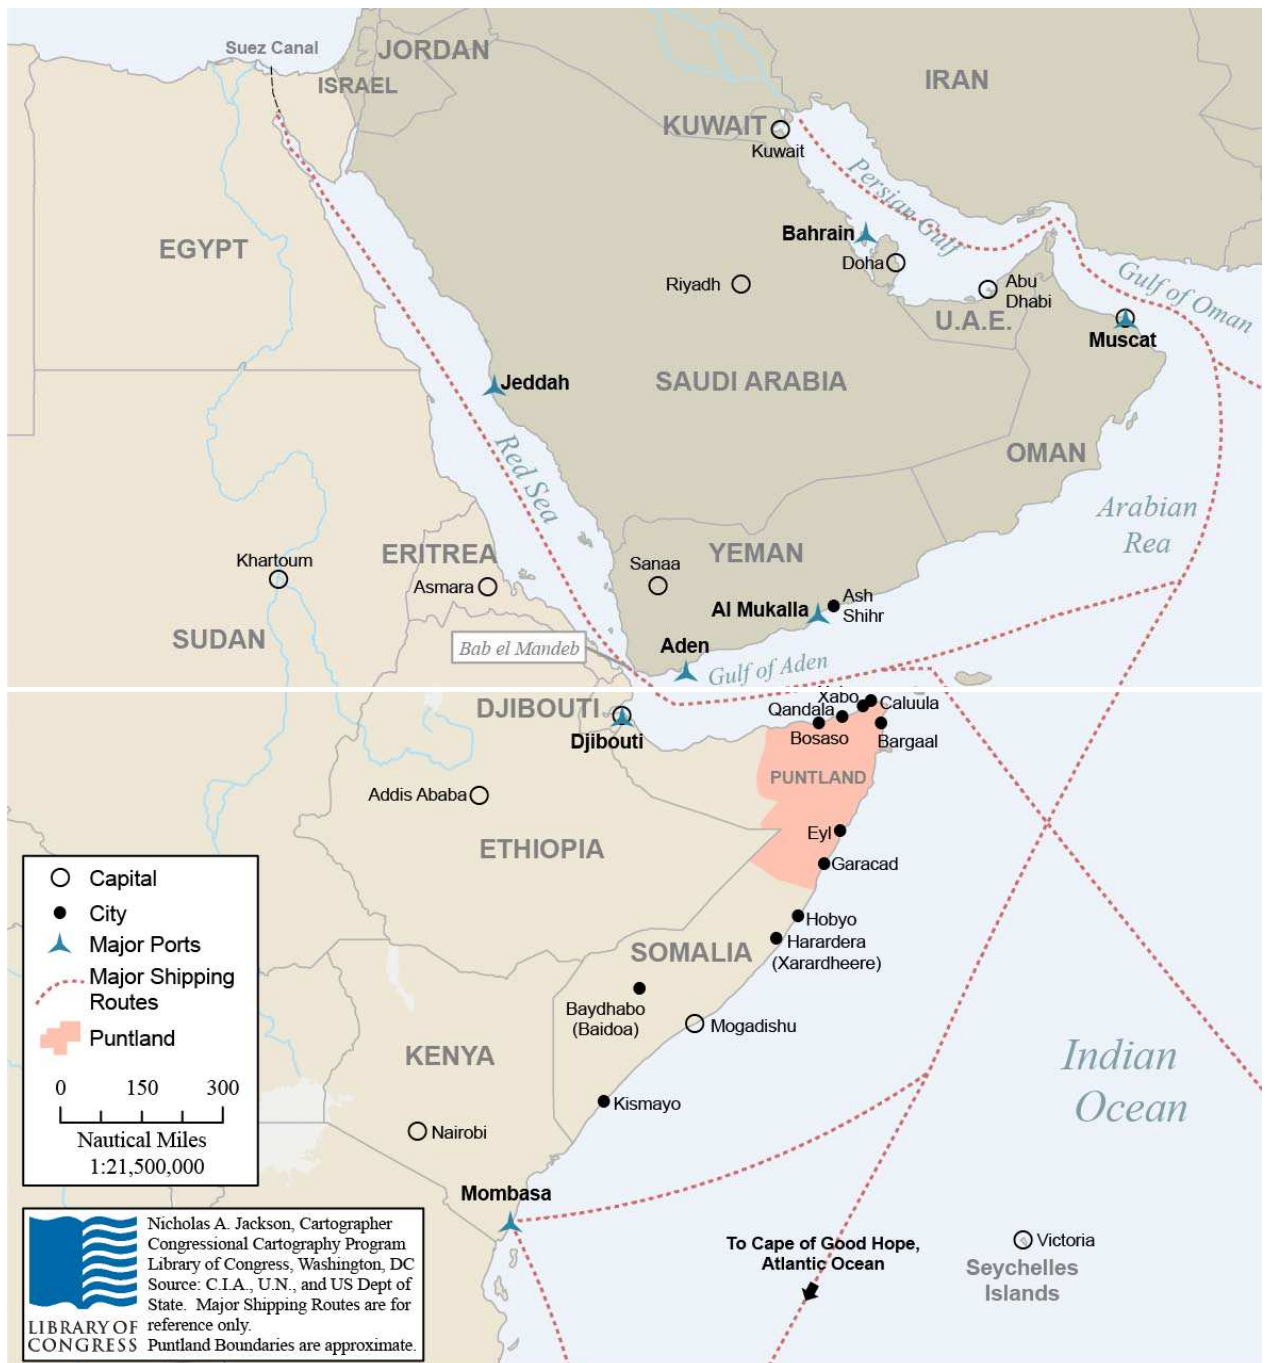 Suez Canal
JORDAN
ISRAEL
IRAN
KUWAIT
Kuwait
Persian Gulf
EGYPT
Bahrain
Doha
Riyadh
Abu
Dhabi
Gulf of Oman
U.A.E.
Muscat
Jeddah
SAUDI ARABIA
Red Sea
OMAN
Arabian
Rea
ERITREA
YEMAN
Khartoum
Sanaa
Asmara
Ash
Shihr
Al Mukalla
SUDAN
Aden
Bab el Mandeb
Gulf of Aden
Xabo
Caluula
DJIBOUTI
Qandala
Djibouti
Bosaso
Bargaal
PUNTLAND
Addis Ababa
Eyl
ETHIOPIA
Garacad
Capital
City
Major Ports
Major Shipping
Routes
Puntland
0 150 300
Nautical Miles
1:21,500,000
Hobyo
SOMALIA
Harardera
(Xarardheere)
Baydhabo
(Baidoa)
Mogadishu
KENYA
Indian
Ocean
Kismayo
Nairobi
Mombasa
To Cape of Good Hope,
Atlantic Ocean
Victoria
Seychelles
Islands
LIBRARY OF
CONGRESS
Nicholas A. Jackson, Cartographer
Congressional Cartography Program
Library of Congress, Washington, DC
Source: C.I.A., U.N., and US Dept of
State. Major Shipping Routes are for
reference only.
Puntland Boundaries are approximate.